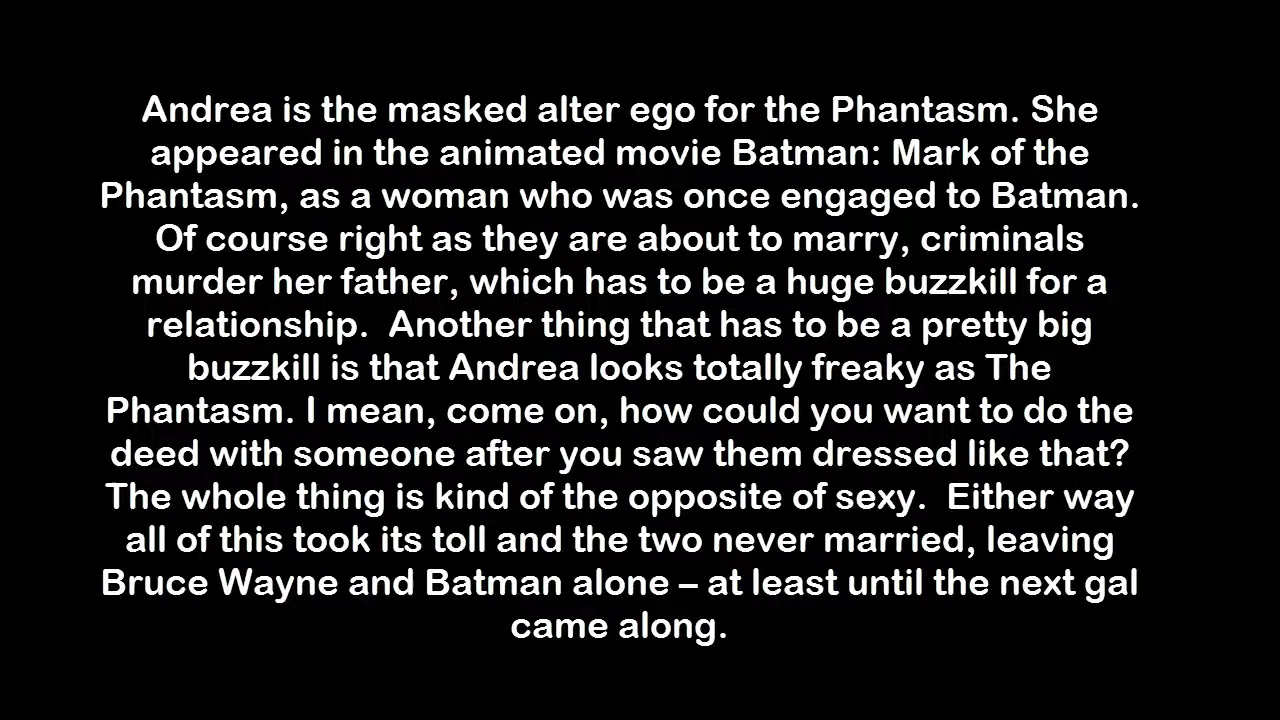 Andrea is the masked alter ego for the Phantasm. She
appeared in the animated movie Batman: Mark of the
Phantasm, as a woman who was once engaged to Batman.
Of course right as they are about to marry, criminals
murder her father, which has to be a huge buzzkill for a
relationship.  Another thing that has to be a pretty big
buzzkill is that Andrea looks totally freaky as The
Phantasm. I mean, come on, how could you want to do the
deed with someone after you saw them dressed like that?
The whole thing is kind of the opposite of sexy.  Either way
all of this took its toll and the two never married, leaving
Bruce Wayne and Batman alone – at least until the next gal
came along.